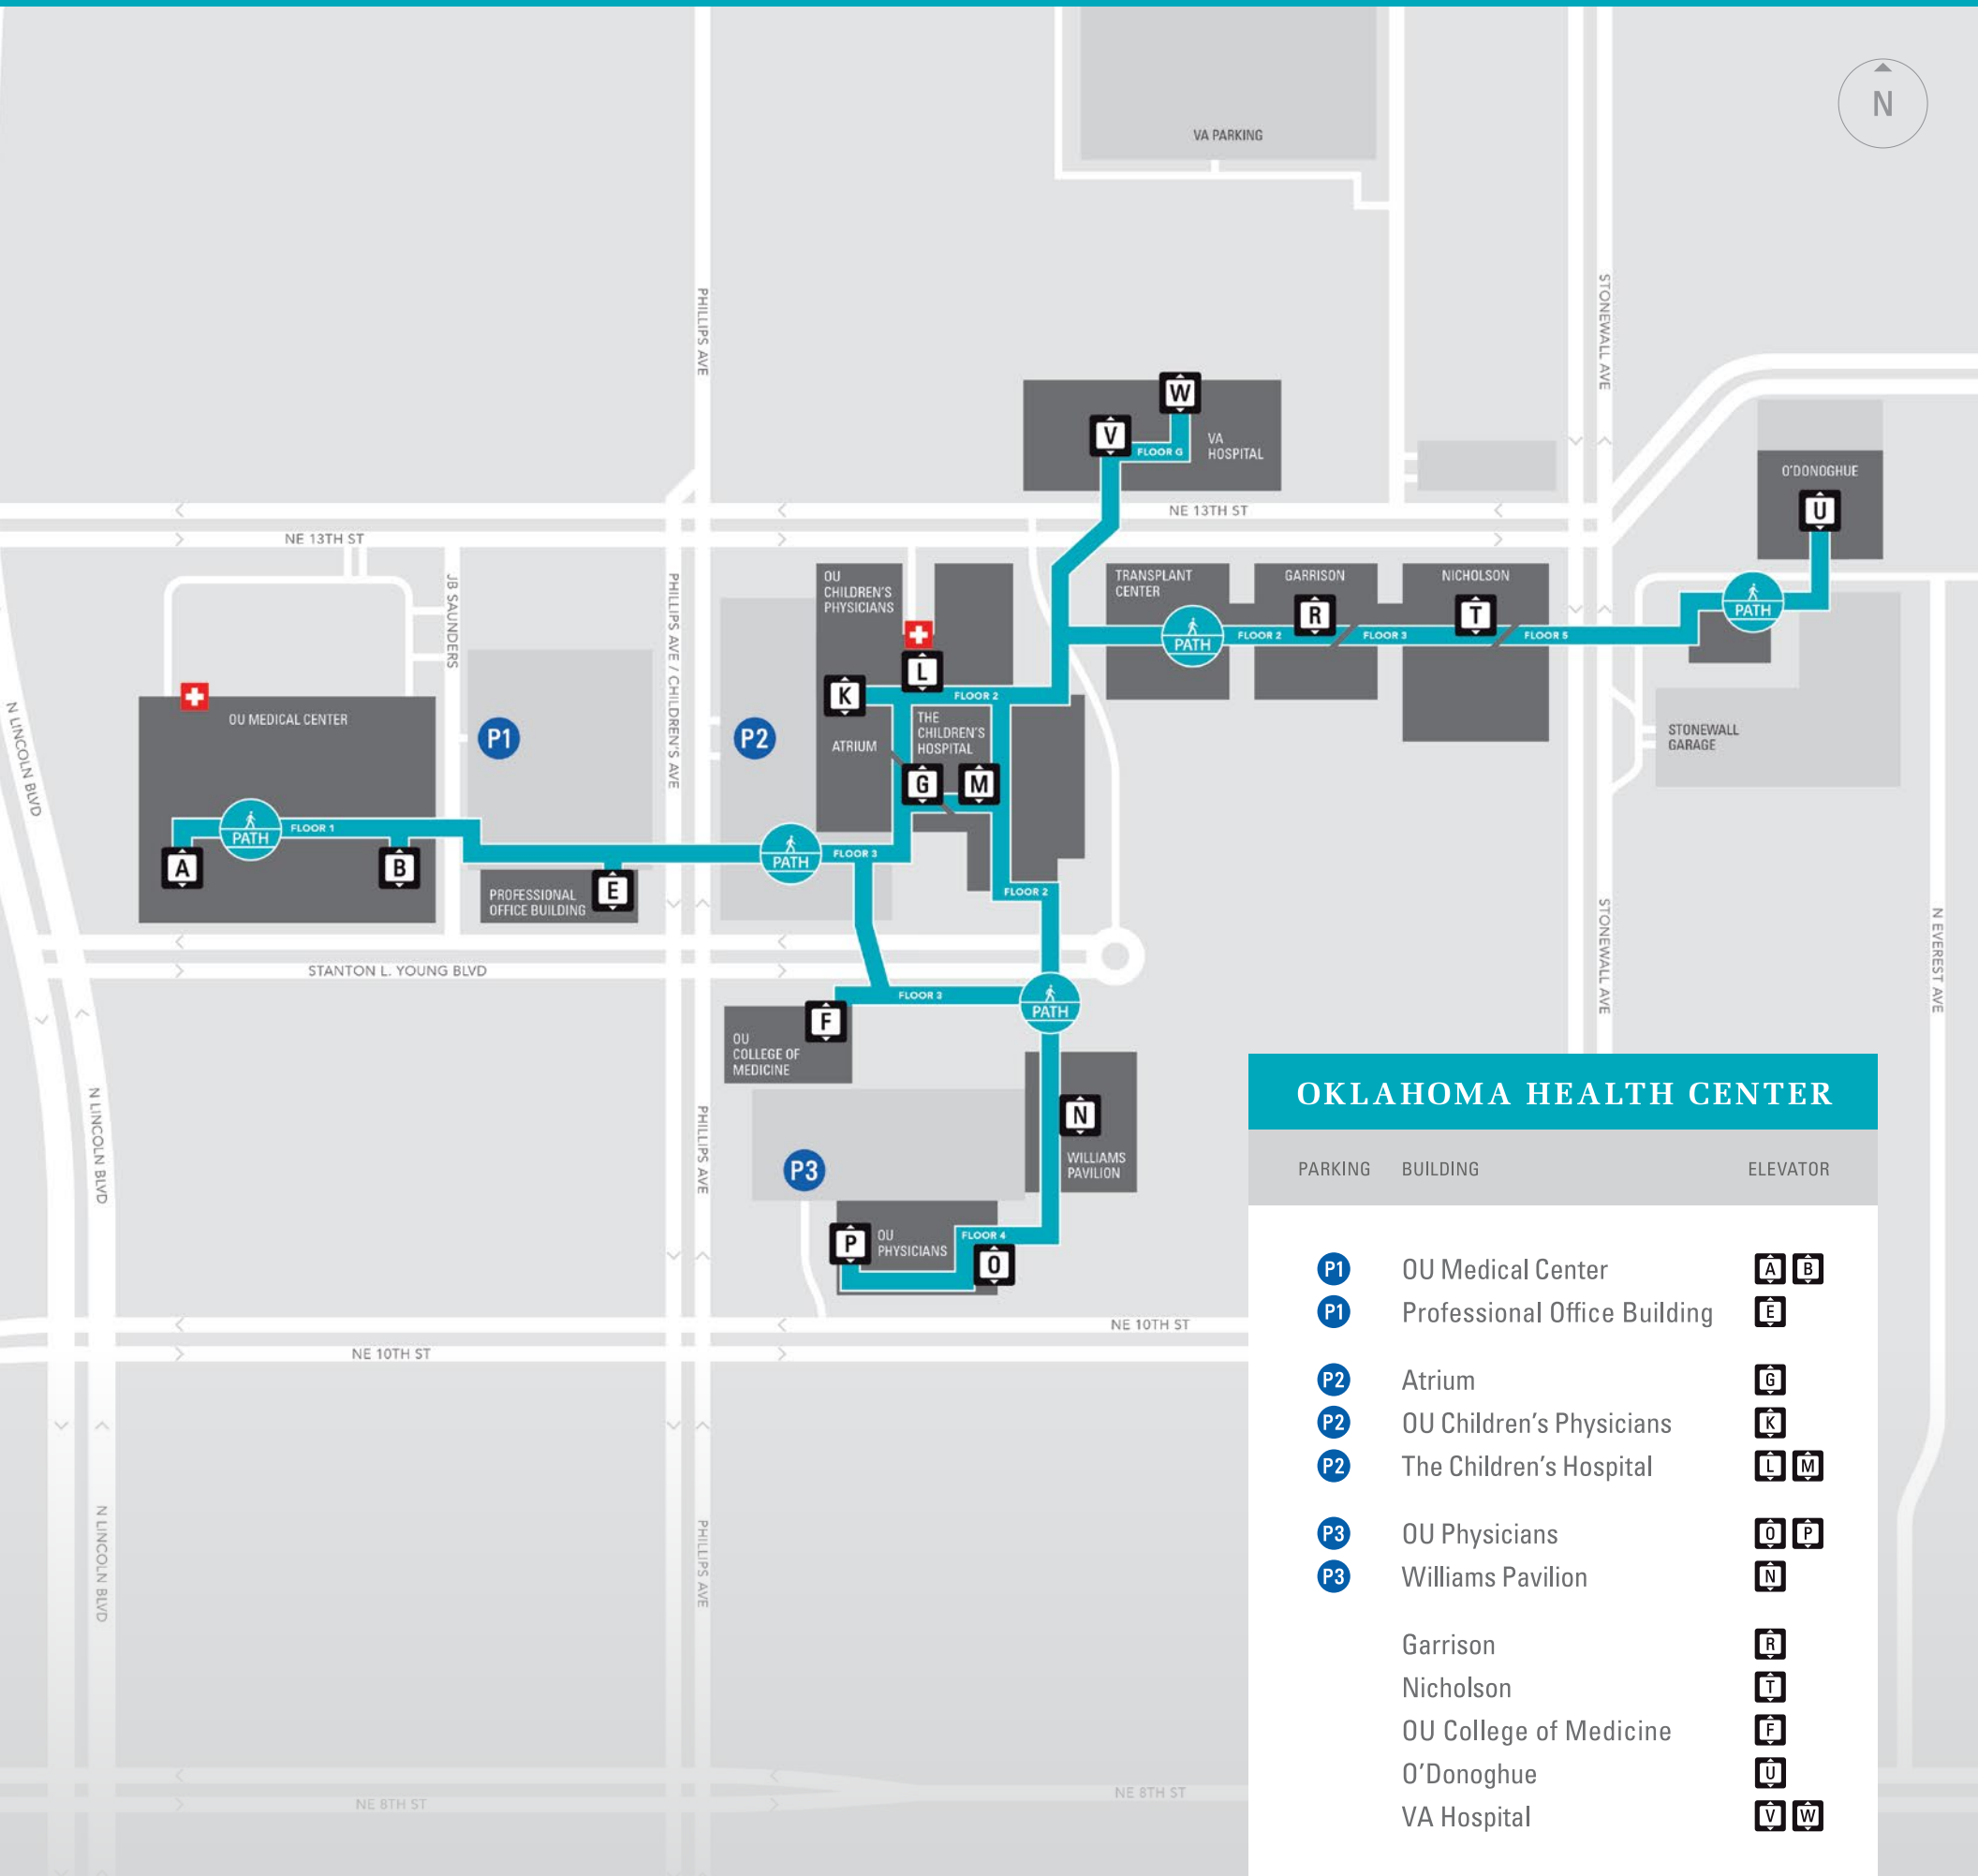 N
VA PARKING
PHILLIPS AVE
STONEWALL AVE
W
V
FLOOR G
VA
HOSPITAL
O'DONOGHUE
U
NE 13TH ST
NE 13TH ST
JB SAUNDERS
PHILLIPS AVE / CHILDREN'S AVE
OU
CHILDREN'S
PHYSICIANS
TRANSPLANT
CENTER
GARRISON
NICHOLSON
R
T
PATH
PATH
FLOOR 2
FLOOR 3
FLOOR 5
L
K
FLOOR 2
N LINCOLN BLVD
OU MEDICAL CENTER
P1
P2
ATRIUM
THE
CHILDREN'S
HOSPITAL
STONEWALL
GARAGE
G
M
PATH
FLOOR 1
A
B
PATH
FLOOR 3
PROFESSIONAL
OFFICE BUILDING
E
FLOOR 2
STONEWALL AVE
N EVEREST AVE
STANTON L. YOUNG BLVD
FLOOR 3
PATH
F
OU
COLLEGE OF
MEDICINE
N LINCOLN BLVD
PHILLIPS AVE
N
WILLIAMS
PAVILION
P3
P
OU
PHYSICIANS
FLOOR 4
O
NE 10TH ST
NE 10TH ST
N LINCOLN BLVD
PHILLIPS AVE
NE 8TH ST
NE 8TH ST
OKLAHOMA HEALTH CENTER
PARKING BUILDING ELEVATOR
P1 OU Medical Center A B
P1 Professional Office Building E
P2 Atrium G
P2 OU Children's Physicians K
P2 The Children's Hospital L M
P3 OU Physicians O P
P3 Williams Pavilion N
Garrison R
Nicholson T
OU College of Medicine F
O'Donoghue U
VA Hospital V W